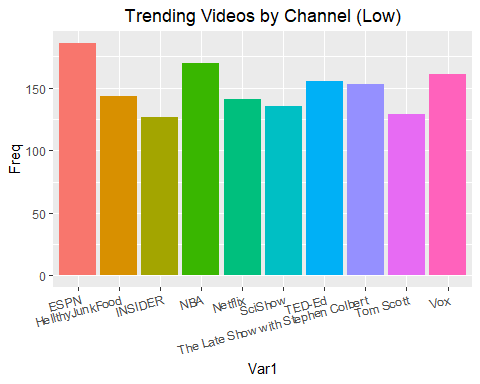 Trending Videos by Channel (Low)
Freq
150
100
50
0
ESPN
HellthyJunkFood
INSIDER
NBA
Netflix
SciShow
TED-Ed
The Late Show with Stephen Colbert
Tom Scott
Vox
Var1